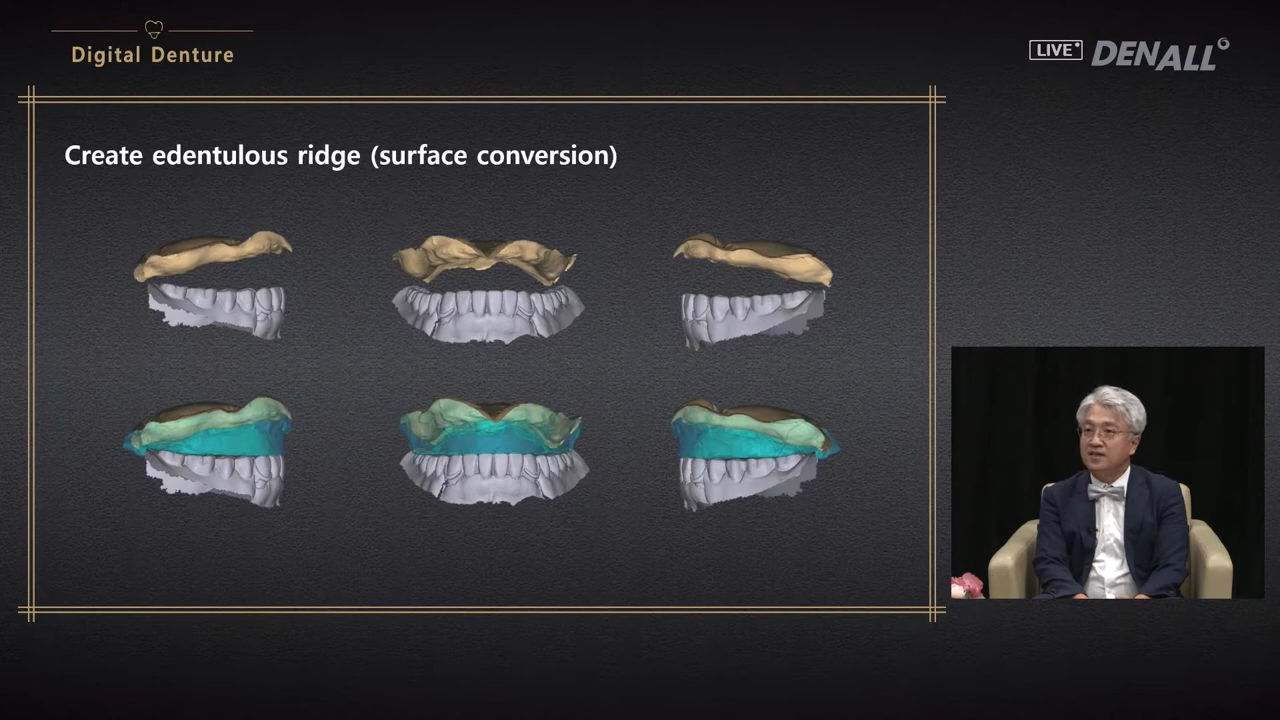 Digital Denture
LIVE
DENALL
Create edentulous ridge (surface conversion)